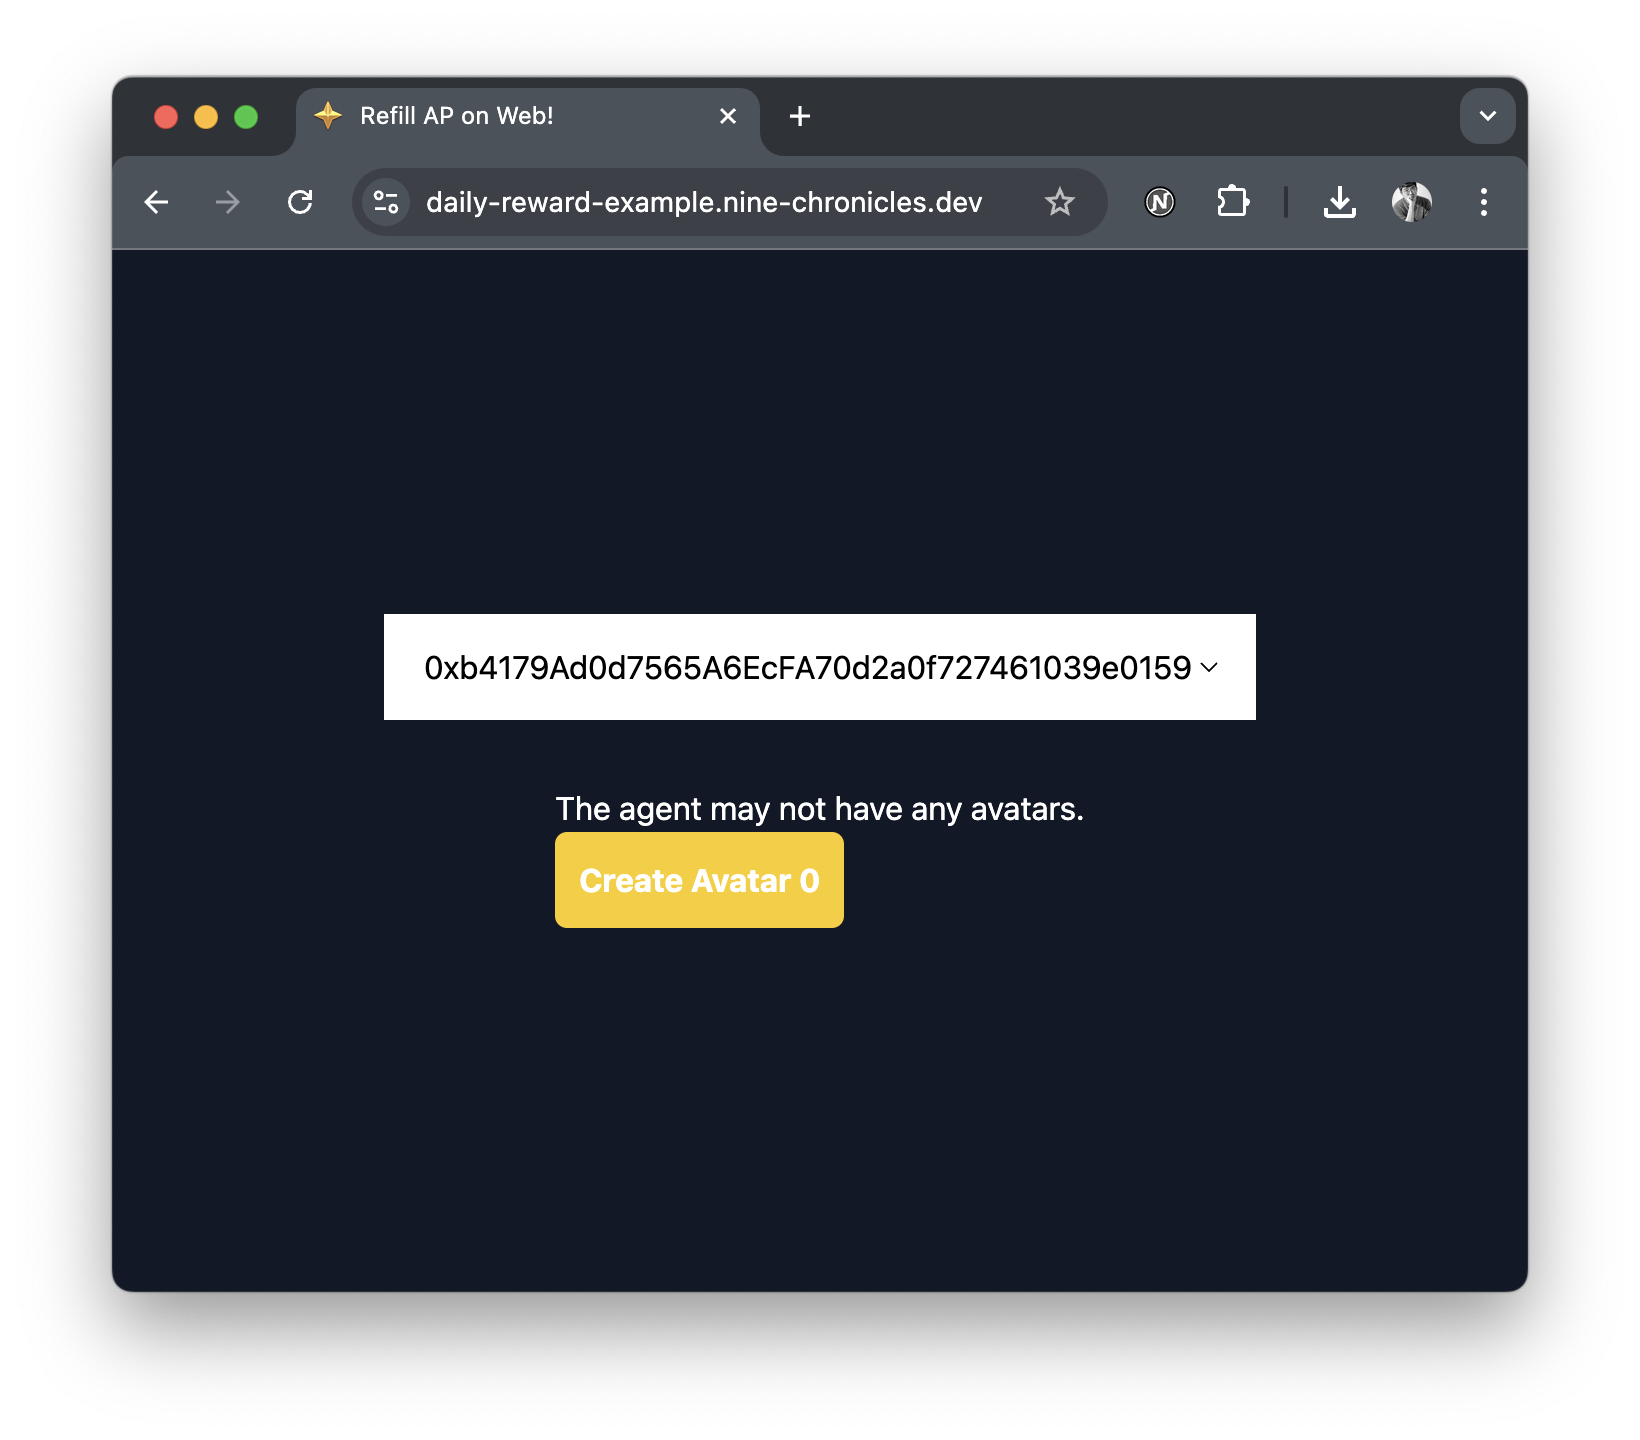 Refill AP on Web!
daily-reward-example.nine-chronicles.dev
N
0xb4179Ad0d7565A6EcFA70d2a0f727461039e0159
The agent may not have any avatars.
Create Avatar 0